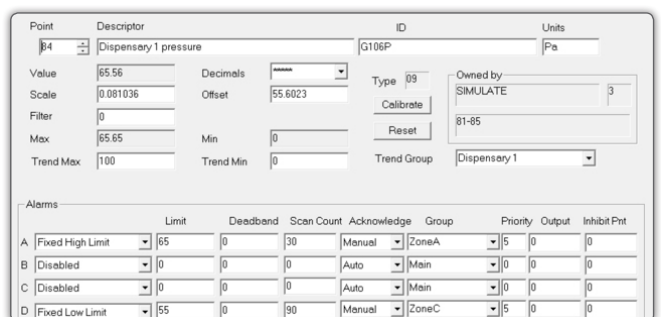 Point Descriptor ID Units
84 Dispensary 1 pressure G106P Pa
Value 65.56 Decimals ***.** Type 09 Owned by
Scale 0.081036 Offset 55.6023 Calibrate SIMULATE 3
Filter 0 Reset 81-85
Max 65.65 Min 0
Trend Max 100 Trend Min 0 Trend Group Dispensary 1
Alarms
Limit Deadband Scan Count Acknowledge Group Priority Output Inhibit Pnt
A Fixed High Limit 65 0 30 Manual ZoneA 5 0 0
B Disabled 0 0 0 Auto Main 0 0 0
C Disabled 0 0 0 Auto Main 0 0 0
D Fixed Low Limit 55 0 90 Manual ZoneC 5 0 0